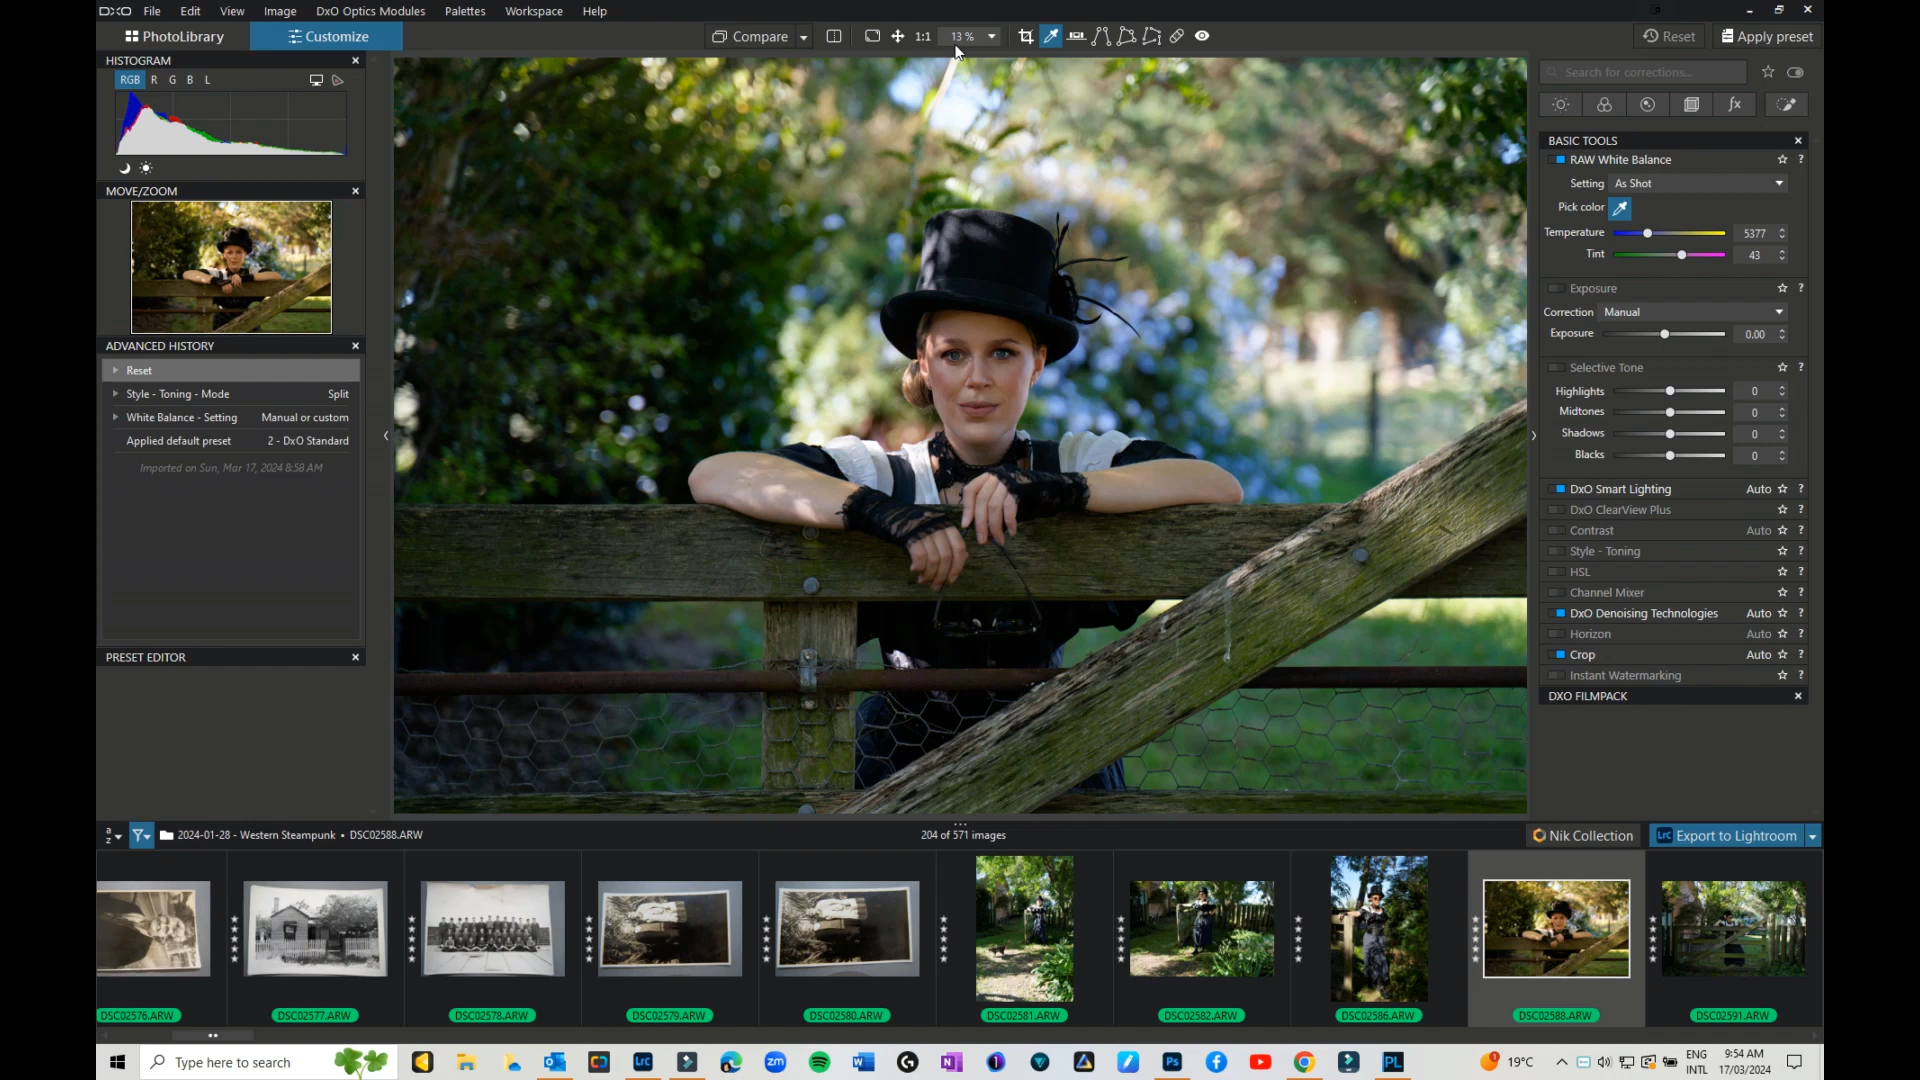 DXO File Edit View Image DxO Optics Modules Palettes Workspace Help
PhotoLibrary Customize Compare 1:1 13 % Reset Apply preset
HISTOGRAM
RGB R G B L
MOVE/ZOOM
ADVANCED HISTORY
Reset
Style - Toning - Mode Split
White Balance - Setting Manual or custom
Applied default preset 2 - DxO Standard
Imported on Sun, Mar 17, 2024 8:58 AM
PRESET EDITOR
Search for corrections...
fx
BASIC TOOLS
RAW White Balance ?
Setting As Shot
Pick color
Temperature 5377
Tint 43
Exposure ?
Correction Manual
Exposure 0.00
Selective Tone ?
Highlights 0
Midtones 0
Shadows 0
Blacks 0
DxO Smart Lighting Auto ?
DxO ClearView Plus ?
Contrast Auto ?
Style - Toning ?
HSL ?
Channel Mixer ?
DxO Denoising Technologies Auto ?
Horizon Auto ?
Crop Auto ?
Instant Watermarking ?
DXO FILMPACK
2024-01-28 - Western Steampunk • DSC02588.ARW 204 of 571 images Nik Collection LrC Export to Lightroom
DSC02576.ARW DSC02577.ARW DSC02578.ARW DSC02579.ARW DSC02580.ARW DSC02581.ARW DSC02582.ARW DSC02586.ARW DSC02588.ARW DSC02591.ARW
Type here to search LrC zm Ps PL 19°C ENG INTL 9:54 AM 17/03/2024